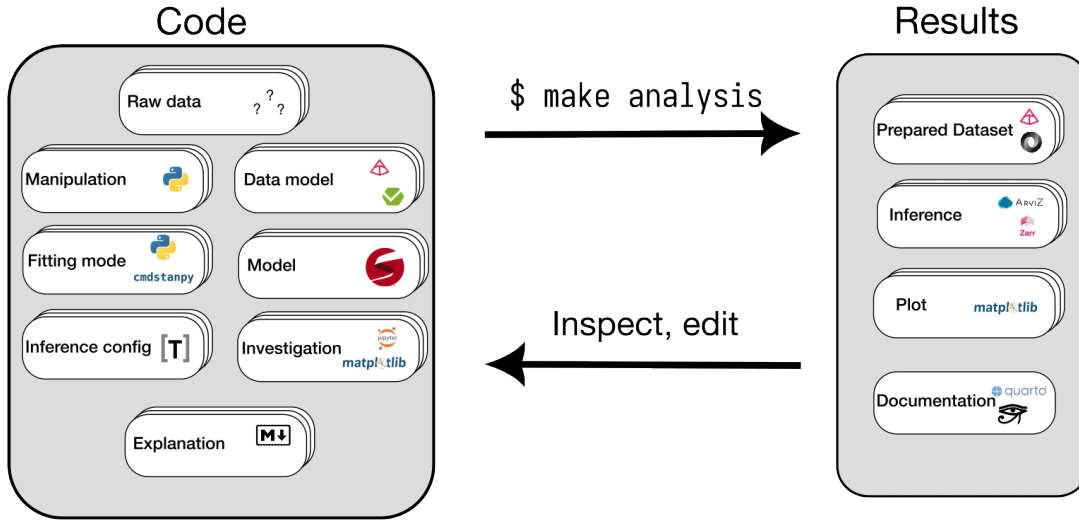 Code
Results
Raw data
? ? ?
$ make analysis
Prepared Dataset
Manipulation
Data model
Inference
ARVIZ
Zarr
Fitting mode
cmdstanpy
Model
Plot
matplotlib
Inspect, edit
Inference config
[T]
Investigation
jupyter
matplotlib
Documentation
quarto
Explanation
M